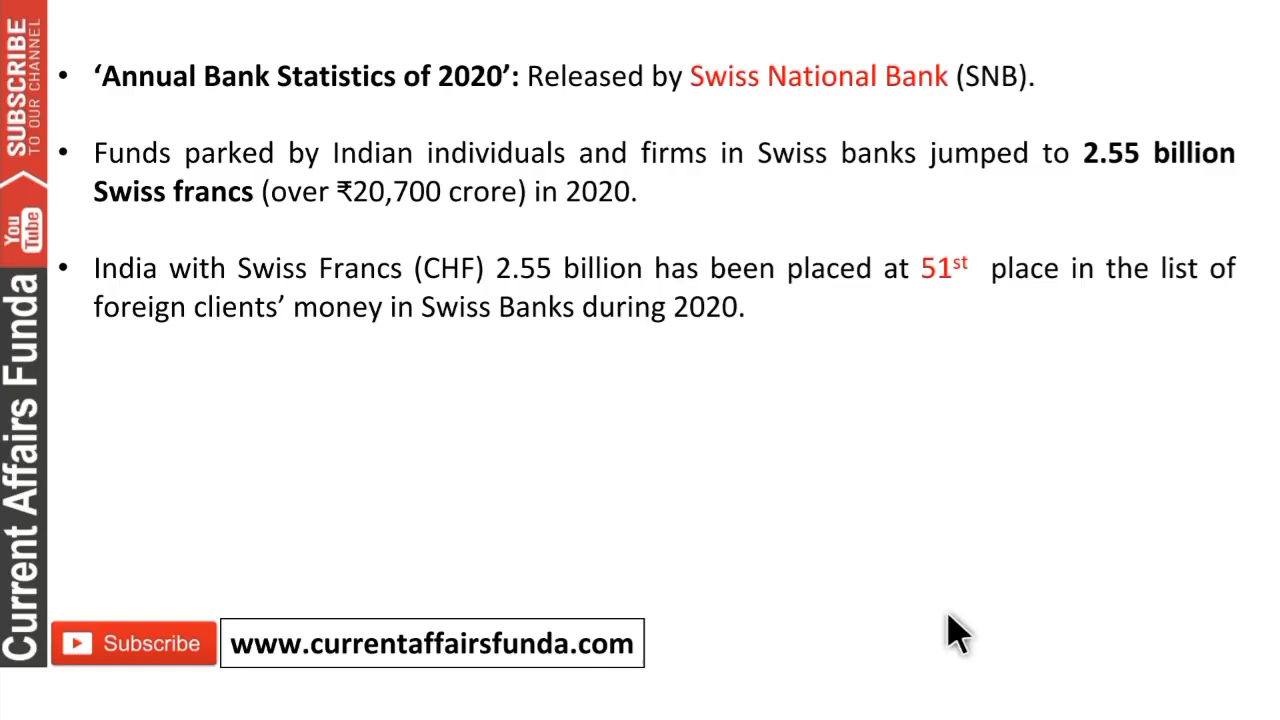 • ‘Annual Bank Statistics of 2020’: Released by Swiss National Bank (SNB).
• Funds parked by Indian individuals and firms in Swiss banks jumped to 2.55 billion
Swiss francs (over ₹20,700 crore) in 2020.
• India with Swiss Francs (CHF) 2.55 billion has been placed at 51st place in the list of
foreign clients’ money in Swiss Banks during 2020.
SUBSCRIBE
TO OUR CHANNEL
You
Tube
Current Affairs Funda
Subscribe
www.currentaffairsfunda.com